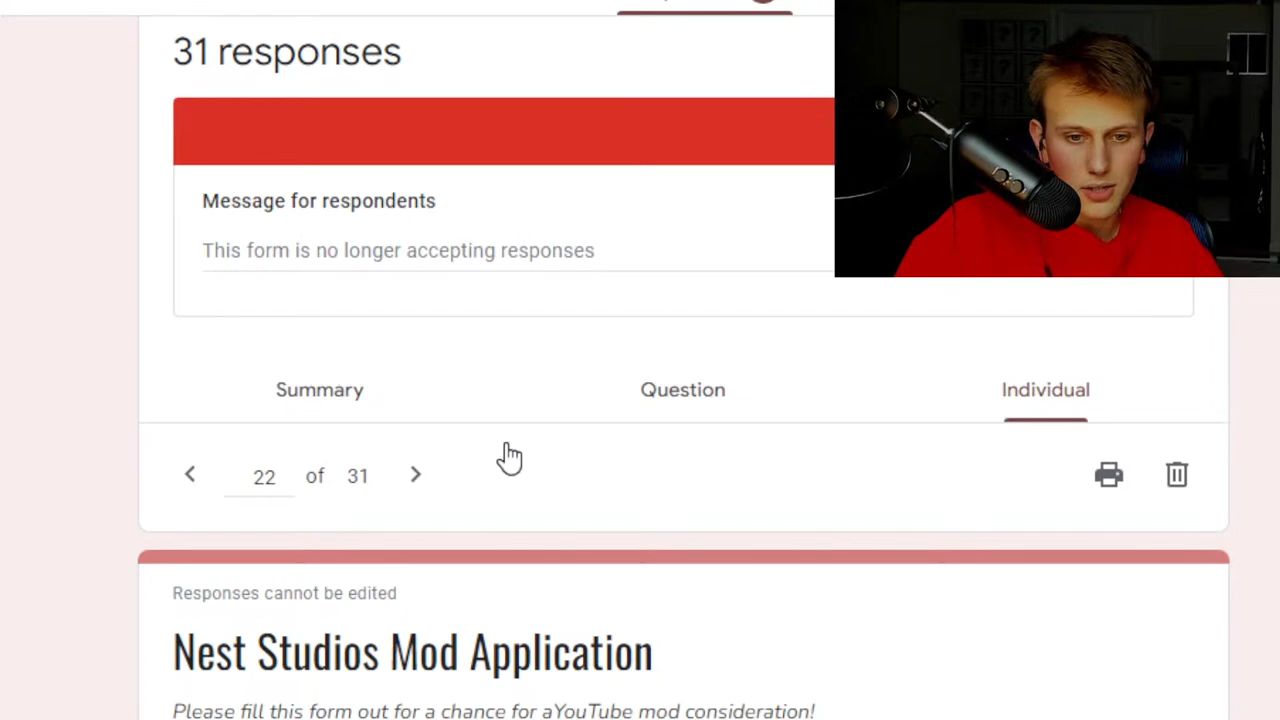 31 responses
Message for respondents
This form is no longer accepting responses
Summary
Question
Individual
22 of 31
Responses cannot be edited
Nest Studios Mod Application
Please fill this form out for a chance for aYouTube mod consideration!